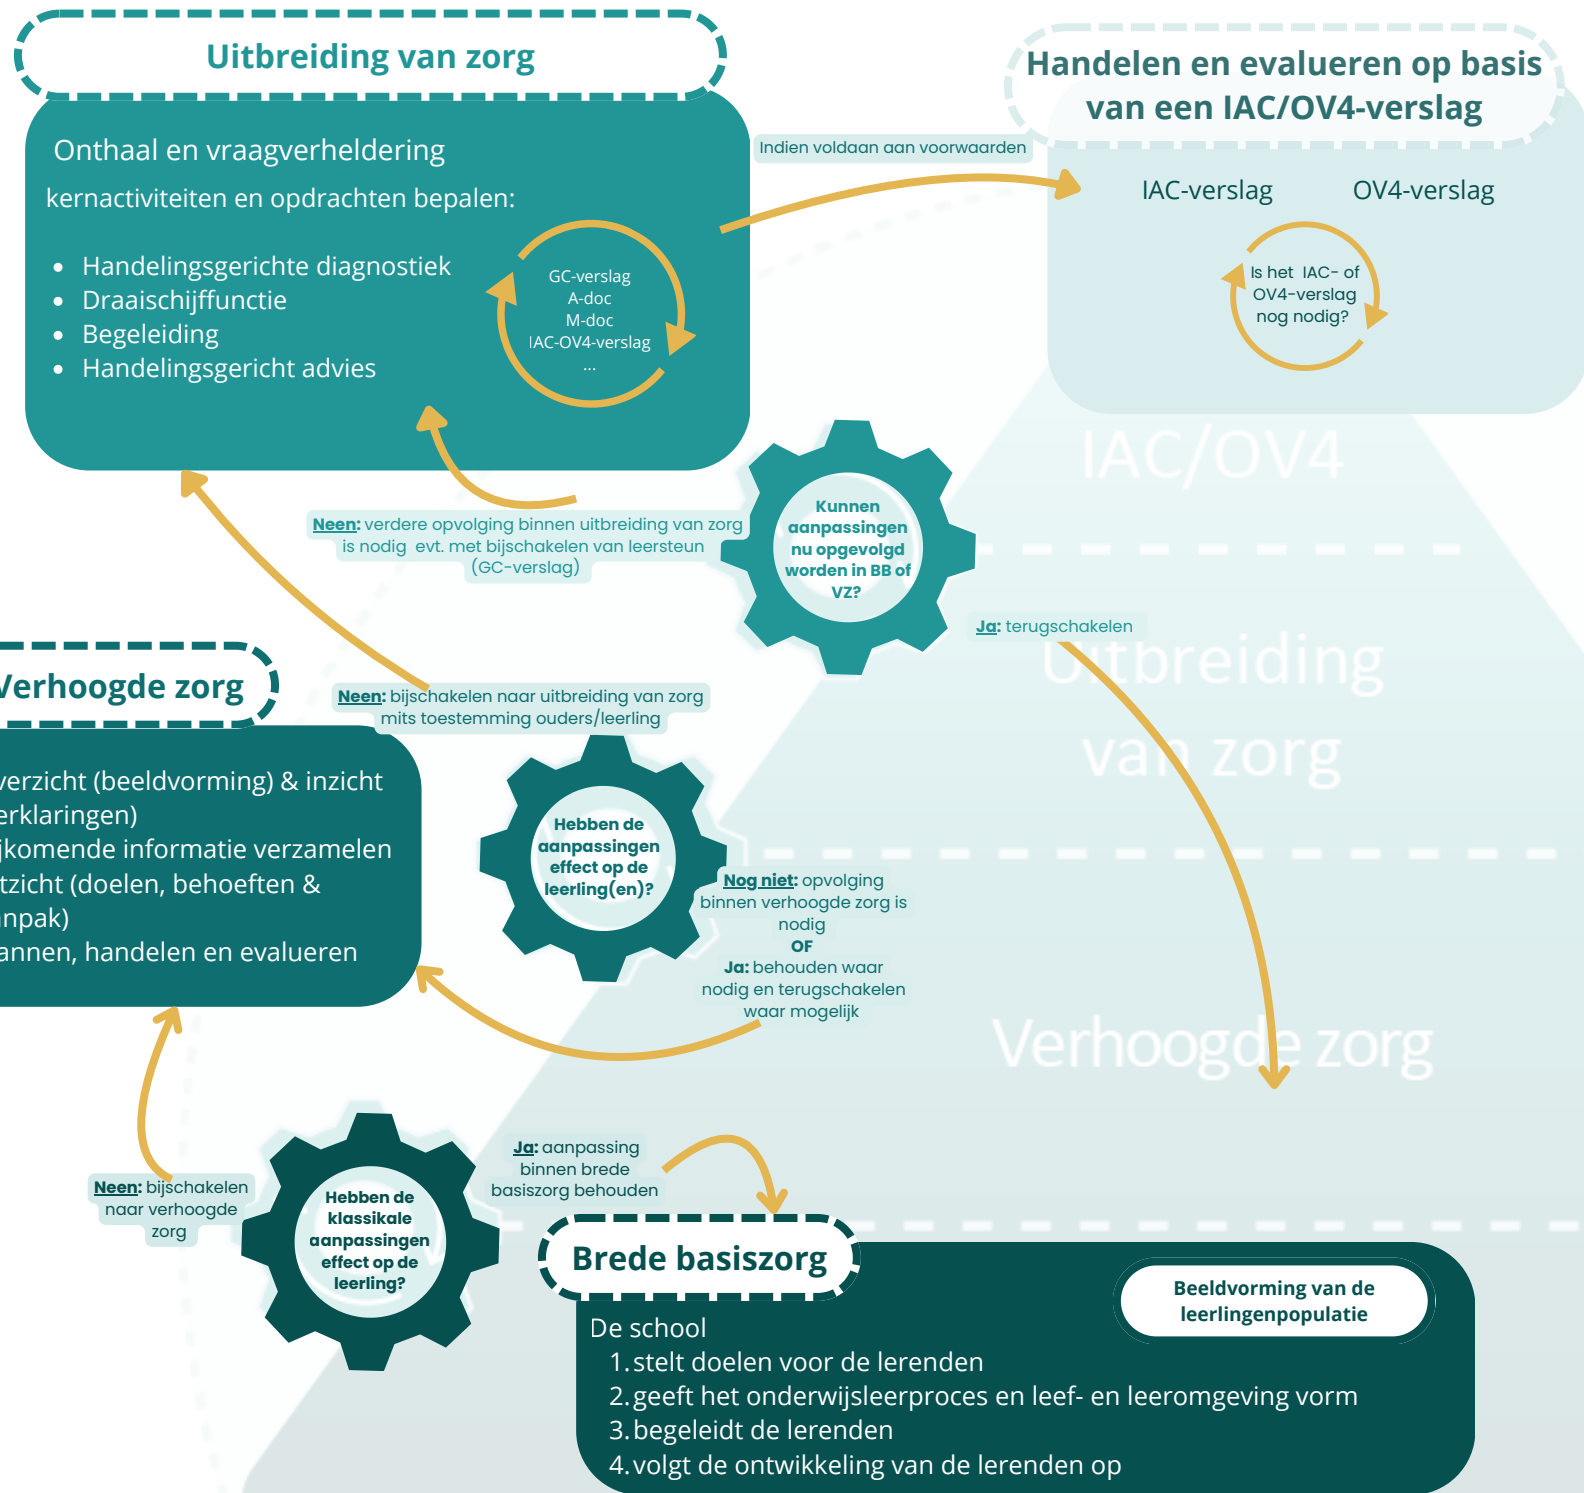 Uitbreiding van zorg
Onthaal en vraagverheldering
kernactiviteiten en opdrachten bepalen:
• Handelingsgerichte diagnostiek
• Draaischijffunctie
• Begeleiding
• Handelingsgericht advies
GC-verslag
A-doc
M-doc
IAC-OV4-verslag
...
Indien voldaan aan voorwaarden
Handelen en evalueren op basis
van een IAC/OV4-verslag
IAC-verslag
OV4-verslag
Is het IAC- of
OV4-verslag
nog nodig?
IAC/OV4
Kunnen
aanpassingen
nu opgevolgd
worden in BB of
VZ?
Neen: verdere opvolging binnen uitbreiding van zorg
is nodig evt. met bijschakelen van leersteun
(GC-verslag)
Ja: terugschakelen
Uitbreiding
van zorg
Verhoogde zorg
Neen: bijschakelen naar uitbreiding van zorg
mits toestemming ouders/leerling
verzicht (beeldvorming) & inzicht
erklaringen)
jkomende informatie verzamelen
tzicht (doelen, behoeften &
anpak)
annen, handelen en evalueren
Hebben de
aanpassingen
effect op de
leerling(en)?
Nog niet: opvolging
binnen verhoogde zorg is
nodig
OF
Ja: behouden waar
nodig en terugschakelen
waar mogelijk
Verhoogde zorg
Neen: bijschakelen
naar verhoogde
zorg
Hebben de
klassikale
aanpassingen
effect op de
leerling?
Ja: aanpassing
binnen brede
basiszorg behouden
Brede basiszorg
Beeldvorming van de
leerlingenpopulatie
De school
1. stelt doelen voor de lerenden
2. geeft het onderwijsleerproces en leef- en leeromgeving vorm
3. begeleidt de lerenden
4. volgt de ontwikkeling van de lerenden op